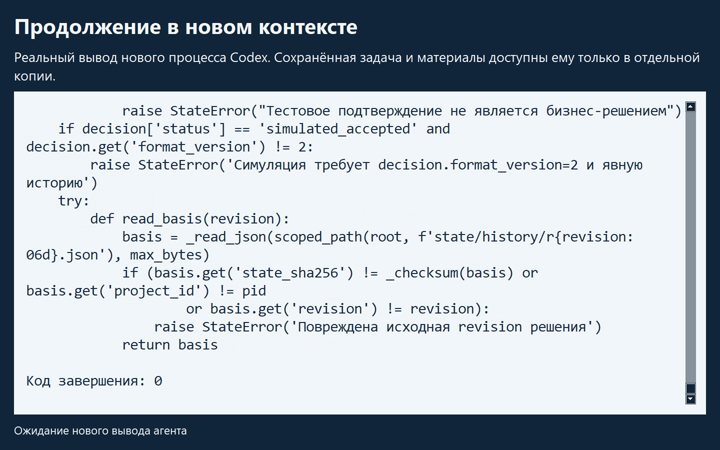 Продолжение в новом контексте
Реальный вывод нового процесса Codex. Сохранённая задача и материалы доступны ему только в отдельной
копии.
            raise StateError("Тестовое подтверждение не является бизнес-решением")
    if decision['status'] == 'simulated_accepted' and
decision.get('format_version') != 2:
        raise StateError('Симуляция требует decision.format_version=2 и явную
историю')
    try:
        def read_basis(revision):
            basis = _read_json(scoped_path(root, f'state/history/r{revision:
06d}.json'), max_bytes)
            if (basis.get('state_sha256') != _checksum(basis) or
basis.get('project_id') != pid
                    or basis.get('revision') != revision):
                raise StateError('Повреждена исходная revision решения')
            return basis
Код завершения: 0
Ожидание нового вывода агента